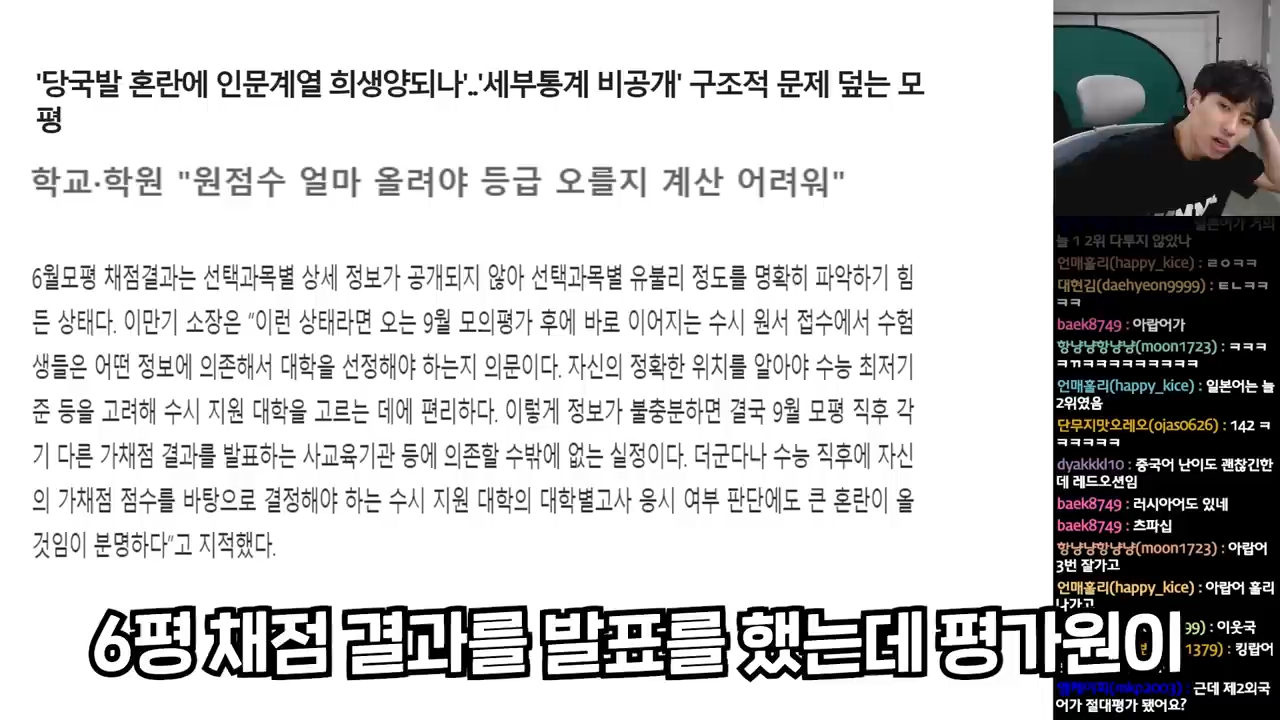 '당국발 혼란에 인문계열 희생양되나'..'세부통계 비공개' 구조적 문제 덮는 모
평
학교·학원 "원점수 얼마 올려야 등급 오를지 계산 어려워"
6월모평 채점결과는 선택과목별 상세 정보가 공개되지 않아 선택과목별 유불리 정도를 명확히 파악하기 힘
든 상태다. 이만기 소장은 “이런 상태라면 오는 9월 모의평가 후에 바로 이어지는 수시 원서 접수에서 수험
생들은 어떤 정보에 의존해서 대학을 선정해야 하는지 의문이다. 자신의 정확한 위치를 알아야 수능 최저기
준 등을 고려해 수시 지원 대학을 고르는 데에 편리하다. 이렇게 정보가 불충분하면 결국 9월 모평 직후 각
기 다른 가채점 결과를 발표하는 사교육기관 등에 의존할 수밖에 없는 실정이다. 더군다나 수능 직후에 자신
의 가채점 점수를 바탕으로 결정해야 하는 수시 지원 대학의 대학별고사 응시 여부 판단에도 큰 혼란이 올
것임이 분명하다”고 지적했다.
6평 채점 결과를 발표를 했는데 평가원이
늘 1 2위 다투지 않았나
언매홀리(happy_kice) : ㄹㅇㅋㅋ
대현김(daehyeon9999) : ㅌㄴㅋㅋ
ㅋㅋ
baek8749 : 아랍어가
항냥냥항냥냥(moon1723) : ㅋㅋㅋ
ㅋㄲㅋㅋㅋㅋㅋㅋㅋㅋㅋ
언매홀리(happy_kice) : 일본어는 늘
2위였음
단무지맛오레오(ojas0626) : 142 ㅋ
ㅋㅋㅋㅋㅋ
dyakkkl10 : 중국어 난이도 괜찮긴한
데 레드오션임
baek8749 : 러시아어도 있네
baek8749 : 츠파십
항냥냥항냥냥(moon1723) : 아랍어
3번 잘가고
언매홀리(happy_kice) : 아랍어 홀리
나가고
99) : 이웃국
1379) : 킹랍어
(mkp2003) : 근데 제2외국
어가 절대평가 됐어요?